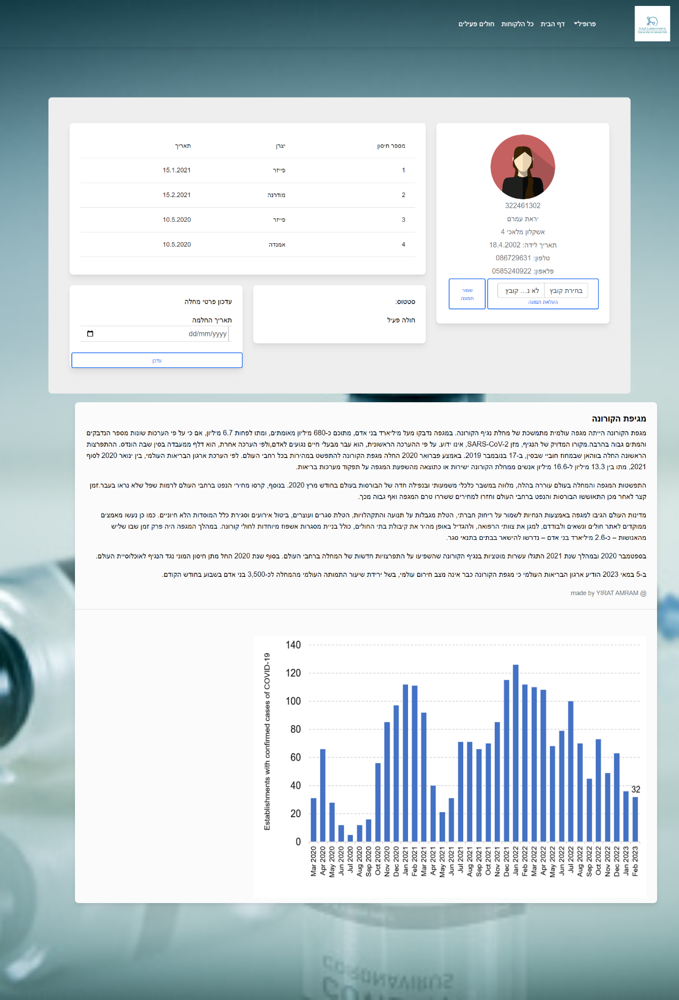 MyCustomers
פרופיל
דף הבית
כל הלקוחות
חולים פעילים
322461302
יראת עמרם
אשקלון מלאכי 4
תאריך לידה: 18.4.2002
טלפון: 086729631
פלאפון: 0585240922
בחירת קובץ
לא נ... קובץ
העלאת תמונה
שמור
תמונה
מספר חיסון יצרן תאריך
1 פייזר 15.1.2021
2 מודרנה 15.2.2021
3 פייזר 10.5.2020
4 אמנדה 10.5.2020
סטטוס:
חולה פעיל
עדכון פרטי מחלה
תאריך החלמה
dd/mm/yyyy
עדכן
מגיפת הקורונה
מגפת הקורונה הייתה מגפה עולמית מתמשכת של מחלת נגיף הקורונה. במגפה נדבקו מעל מיליארד בני אדם, מתוכם כ-680 מיליון מאומתים, ומתו לפחות 6.7 מיליון, אם כי על פי הערכות שונות מספר הנדבקים
והמתים גבוה בהרבה.מקורו המדויק של הנגיף, מזן SARS-CoV-2, אינו ידוע. על פי ההערכה הראשונית, הוא עבר מבעלי חיים נגועים לאדם,ולפי הערכה אחרת, הוא דלף ממעבדה בסין שבה הונדס. ההתפרצות
הראשונה החלה בווהאן שבמחוז חוביי שבסין, ב-17 בנובמבר 2019. באמצע פברואר 2020 החלה מגפת הקורונה להתפשט במהירות בכל רחבי העולם. לפי הערכת ארגון הבריאות העולמי, בין ינואר 2020 לסוף
2021, מתו בין 13.3 מיליון ל-16.6 מיליון אנשים ממחלת הקורונה ישירות או כתוצאה מהשפעת המגפה על תפקוד מערכות בריאות.
התפשטות המגפה והמחלה בעולם עוררה בהלה, מלווה במשבר כלכלי משמעותי ובנפילה חדה של הבורסות בעולם בחודש מרץ 2020. בנוסף, קרסו מחירי הנפט ברחבי העולם לרמות שפל שלא נראו בעבר.זמן
קצר לאחר מכן התאוששו הבורסות והנפט ברחבי העולם וחזרו למחירים ששררו טרם המגפה ואף גבוה מכך.
מדינות העולם הגיבו למגפה באמצעות הנחיות לשמור על ריחוק חברתי, הטלת מגבלות על תנועה והתקהלויות, הטלת סגרים ועוצרים, ביטול אירועים וסגירת כלל המוסדות הלא חיוניים. כמו כן נעשו מאמצים
ממוקדים לאתר חולים ונשאים ולבודדם, למגן את צוותי הרפואה, ולהגדיל באופן מהיר את קיבולת בתי החולים, כולל בניית מסגרות אשפוז מיוחדות לחולי קורונה. במהלך המגפה היה פרק זמן שבו שליש
מהאנושות – כ-2.6 מיליארד בני אדם – נדרשו להישאר בבתים בתנאי סגר.
בספטמבר 2020 ובמהלך שנת 2021 התגלו עשרות מוטציות בנגיף הקורונה שהשפיעו על התפרצויות חדשות של המחלה ברחבי העולם. בסוף שנת 2020 החל מתן חיסון המוני נגד הנגיף לאוכלוסיית העולם.
ב-5 במאי 2023 הודיע ארגון הבריאות העולמי כי מגפת הקורונה כבר אינה מצב חירום עולמי, בשל ירידת שיעור התמותה העולמי מהמחלה לכ-3,500 בני אדם בשבוע בחודש הקודם.
made by YIRAT AMRAM @
Establishments with confirmed cases of COVID-19
140
120
100
80
60
40
20
0
32
Mar 2020
Apr 2020
May 2020
Jun 2020
Jul 2020
Aug 2020
Sep 2020
Oct 2020
Nov 2020
Dec 2020
Jan 2021
Feb 2021
Mar 2021
Apr 2021
May 2021
Jun 2021
Jul 2021
Aug 2021
Sep 2021
Oct 2021
Nov 2021
Dec 2021
Jan 2022
Feb 2022
Mar 2022
Apr 2022
May 2022
Jun 2022
Jul 2022
Aug 2022
Sep 2022
Oct 2022
Nov 2022
Dec 2022
Jan 2023
Feb 2023
CORONAVIRUS